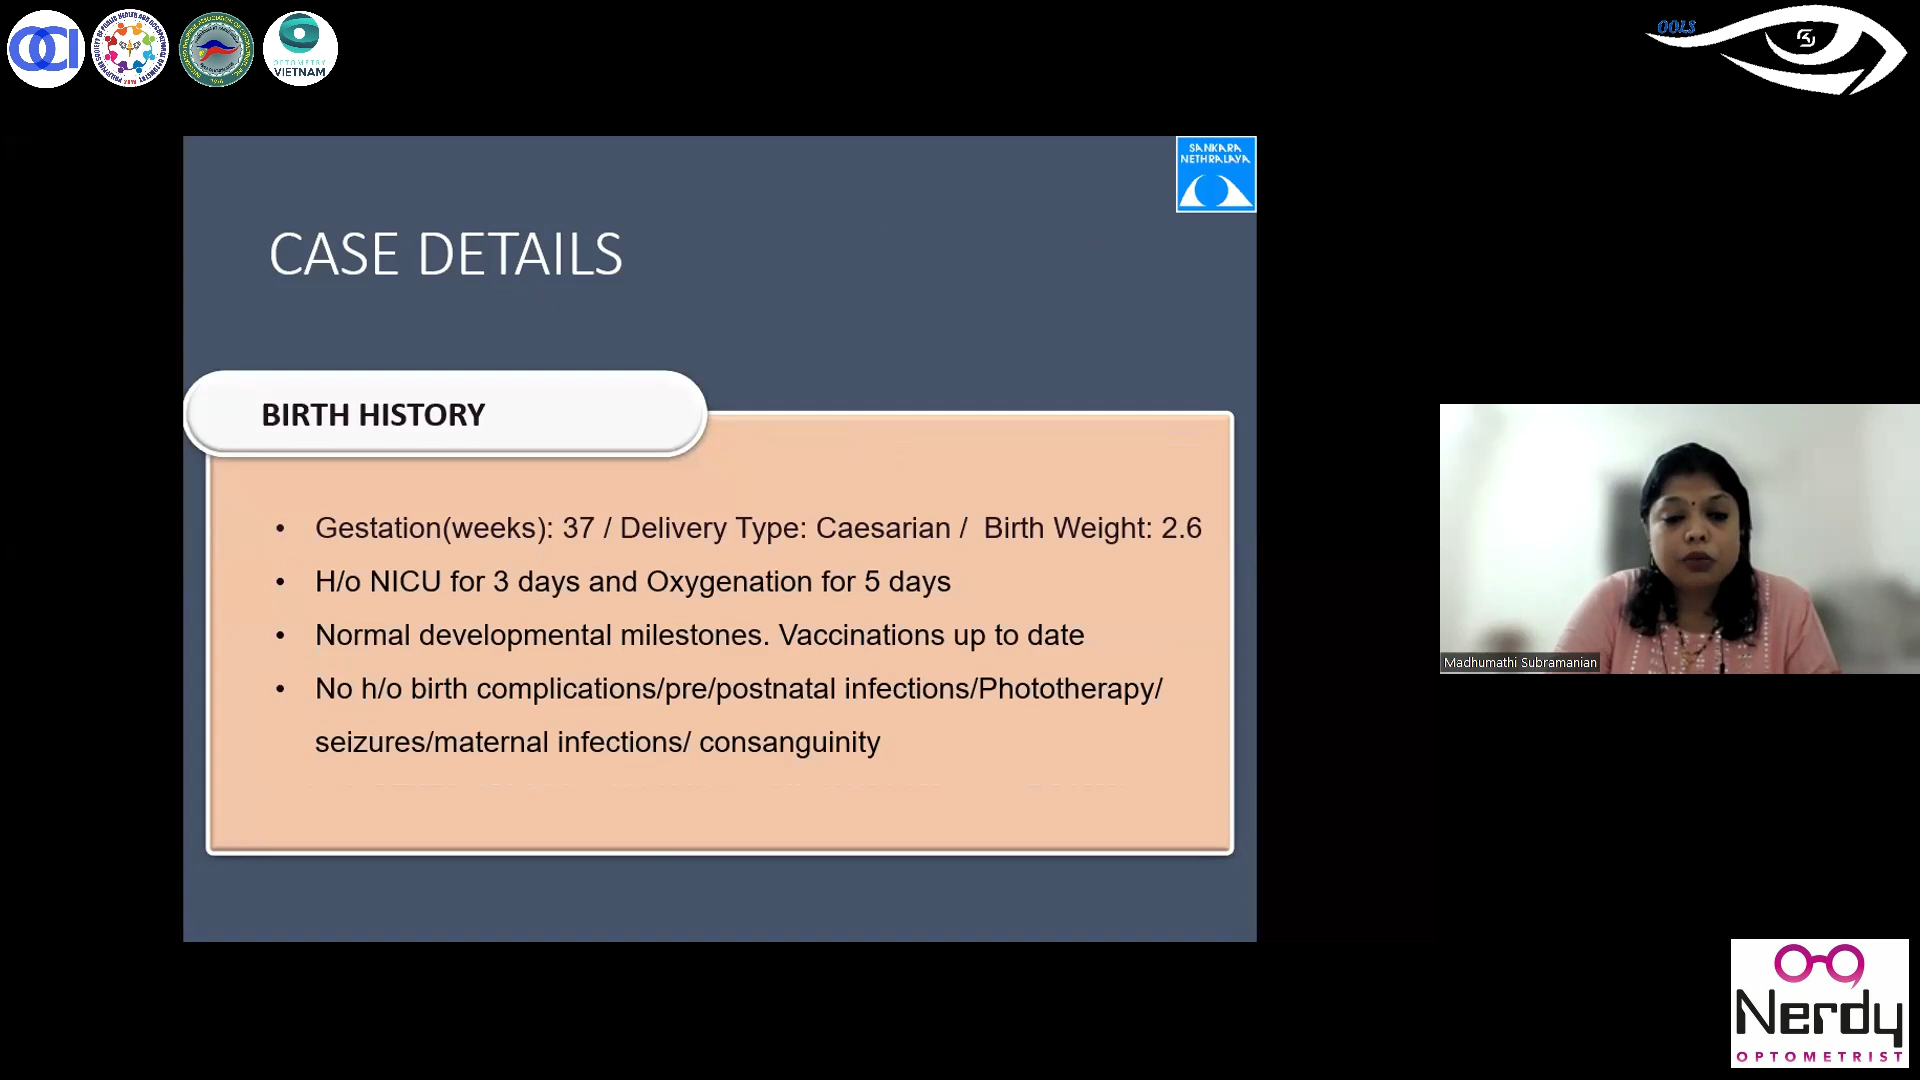 OCI
OPTOMETRY
VIETNAM
OOLS
SANKARA
NETHRALAYA
CASE DETAILS
BIRTH HISTORY
• Gestation(weeks): 37 / Delivery Type: Caesarian /  Birth Weight: 2.6
• H/o NICU for 3 days and Oxygenation for 5 days
• Normal developmental milestones. Vaccinations up to date
• No h/o birth complications/pre/postnatal infections/Phototherapy/
seizures/maternal infections/ consanguinity
Madhumathi Subramanian
Nerdy
OPTOMETRIST